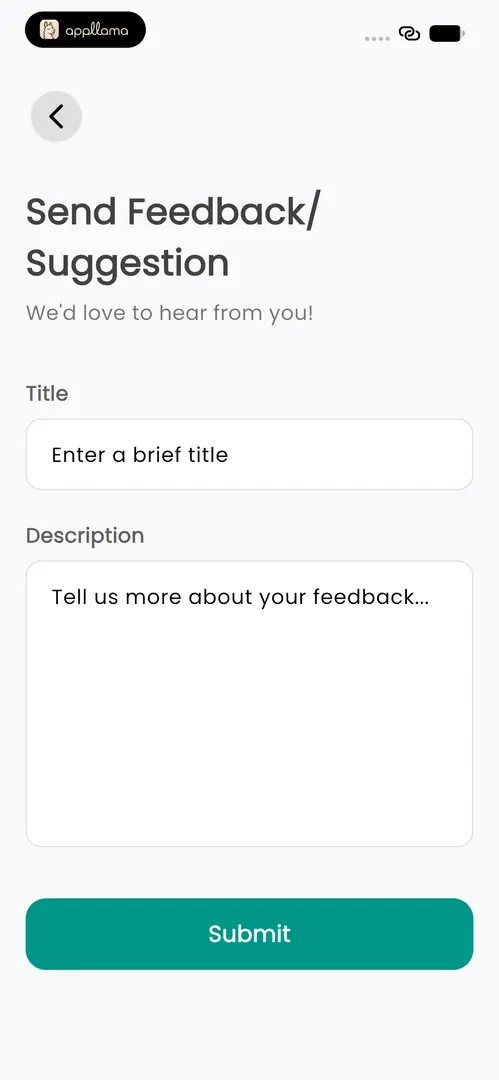 appllama
Send Feedback/
Suggestion
We'd love to hear from you!
Title
Enter a brief title
Description
Tell us more about your feedback...
Submit